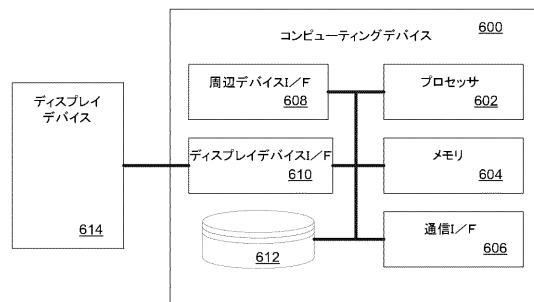 コンピューティングデバイス 600
周辺デバイスI/F
608
プロセッサ
602
ディスプレイ
デバイス
614
ディスプレイデバイスI/F
610
メモリ
604
612
通信I/F
606